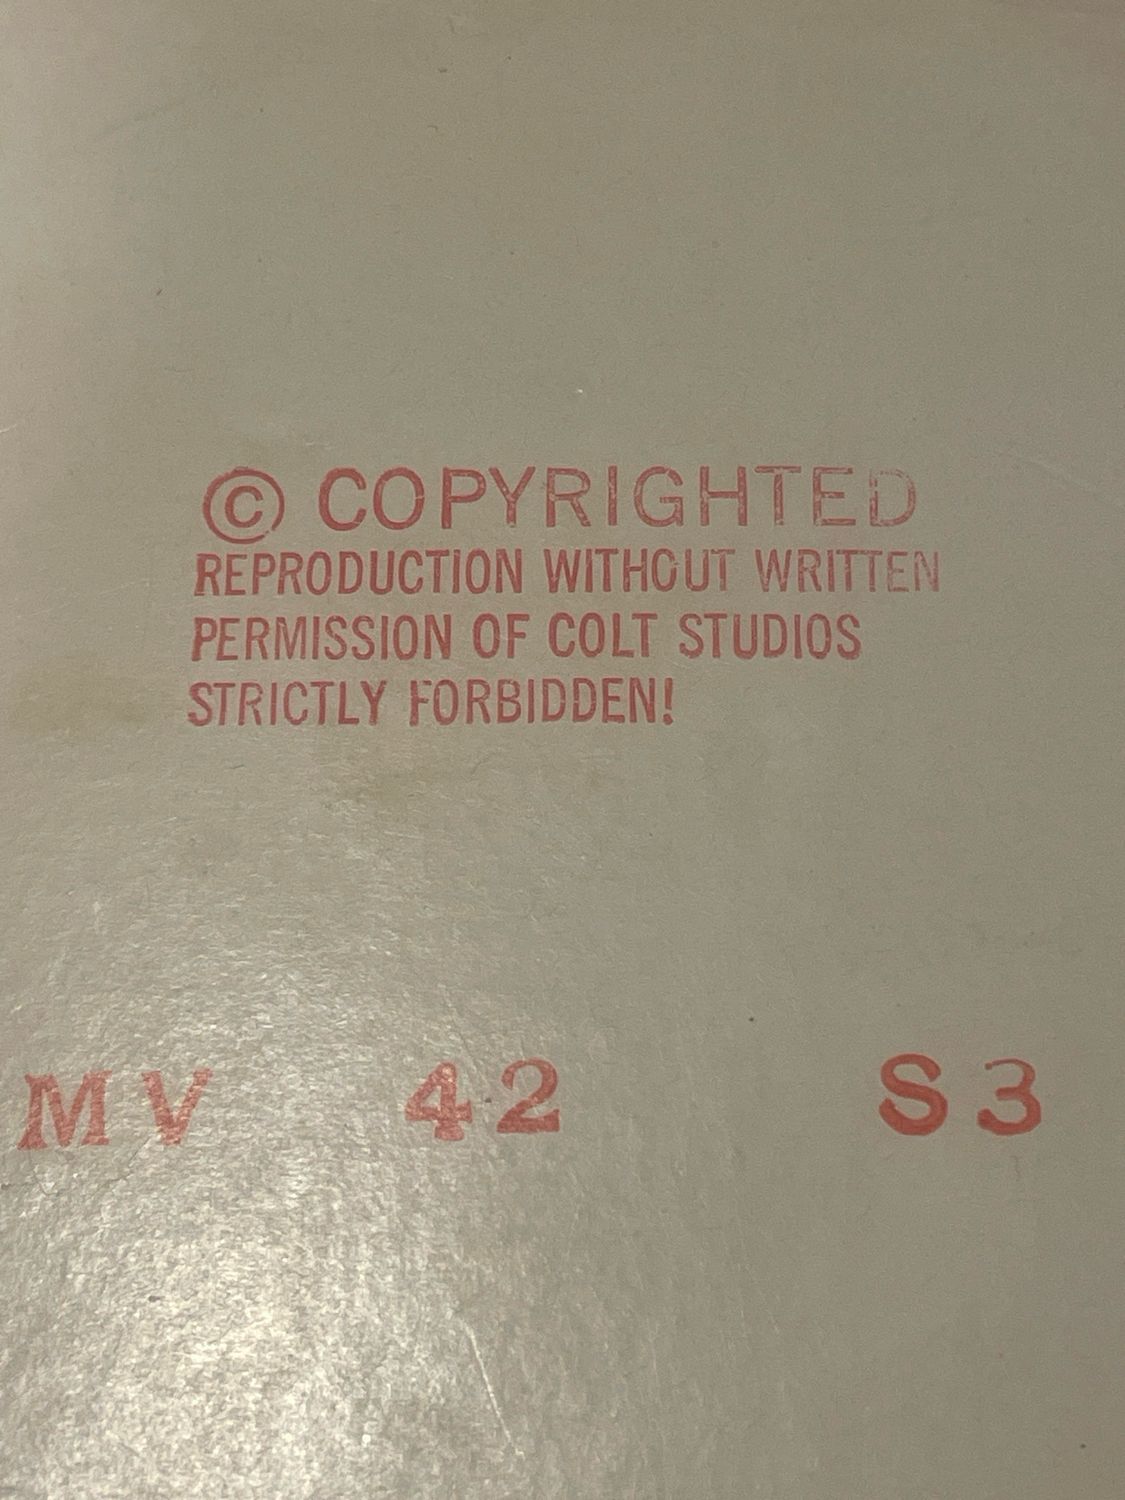 © COPYRIGHTED
REPRODUCTION WITHOUT WRITTEN
PERMISSION OF COLT STUDIOS
STRICTLY FORBIDDEN!
MV 42 S3